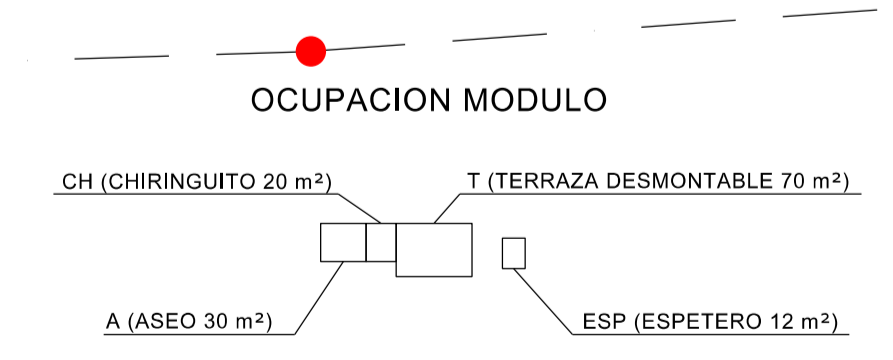 OCUPACION MODULO
CH (CHIRINGUITO 20 m²)
T (TERRAZA DESMONTABLE 70 m²)
A (ASEO 30 m²)
ESP (ESPETERO 12 m²)